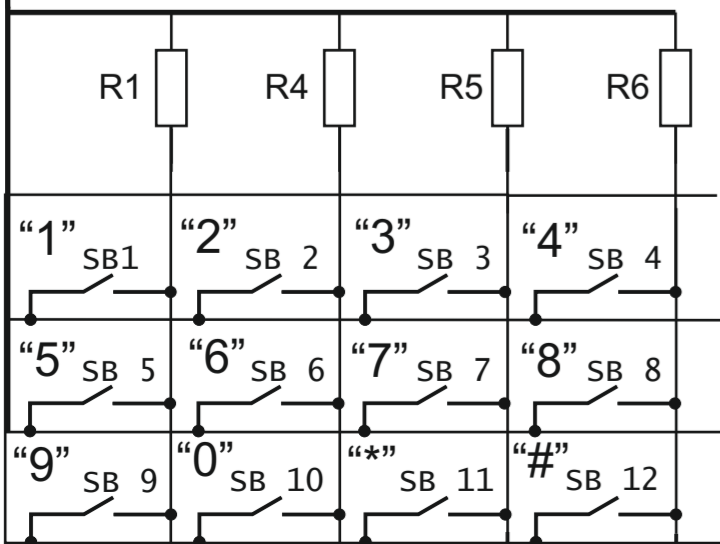 R1 R4 R5 R6
“1” SB1 “2” SB 2 “3” SB 3 “4” SB 4
“5” SB 5 “6” SB 6 “7” SB 7 “8” SB 8
“9” SB 9 “0” SB 10 “*” SB 11 “#” SB 12